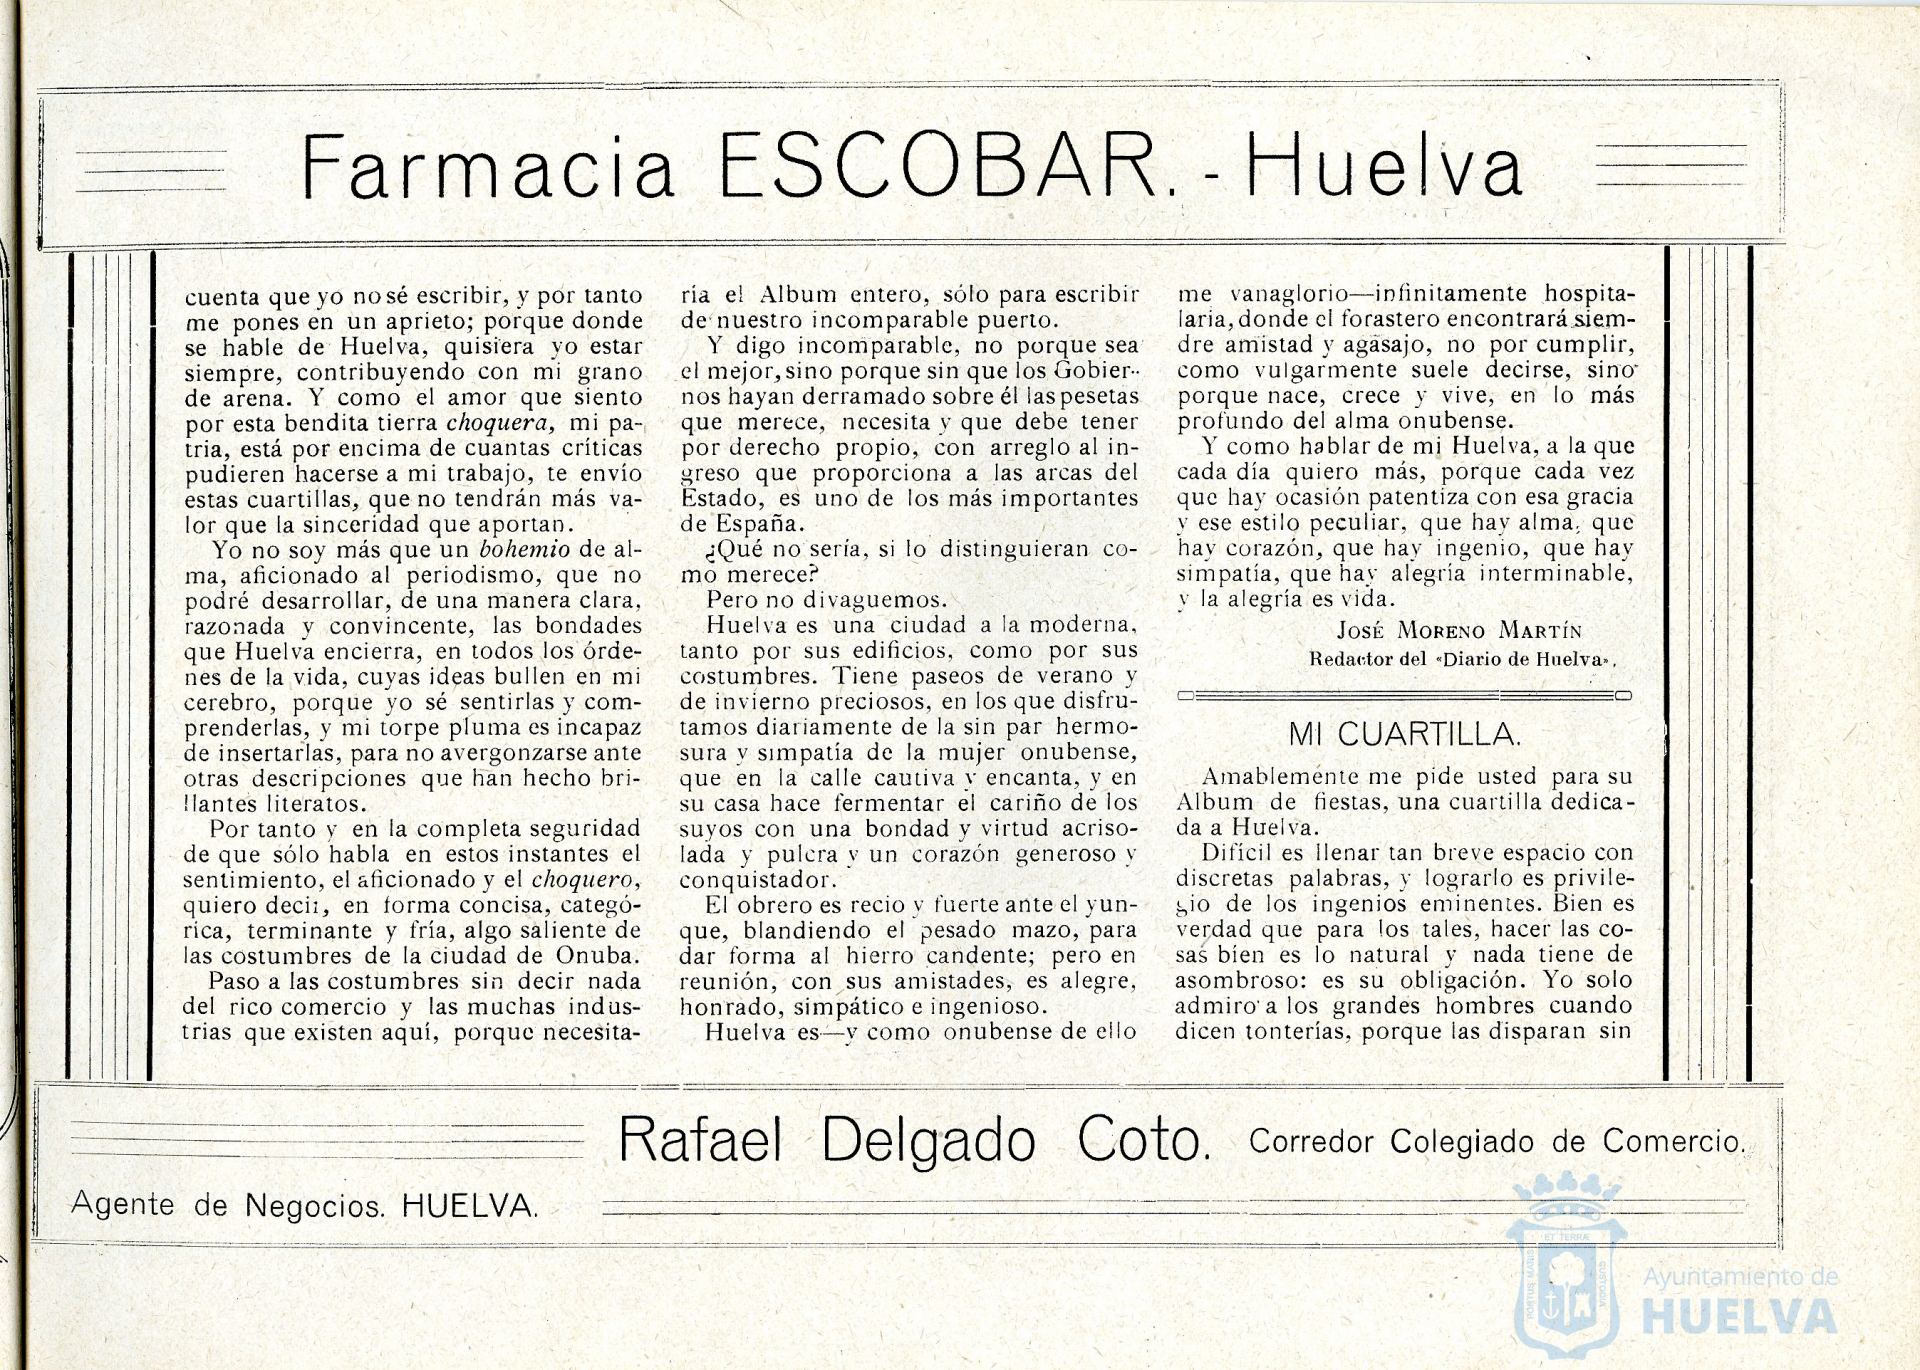 Farmacia ESCOBAR. - Huelva
cuenta que yo no sé escribir, y por tanto
me pones en un aprieto; porque donde
se hable de Huelva, quisiera yo estar
siempre, contribuyendo con mi grano
de arena. Y como el amor que siento
por esta bendita tierra choquera, mi pa-
tria, está por encima de cuantas críticas
pudieren hacerse a mi trabajo, te envío
estas cuartillas, que no tendrán más va-
lor que la sinceridad que aportan.
Yo no soy más que un bohemio de al-
ma, aficionado al periodismo, que no
podré desarrollar, de una manera clara,
razonada y convincente, las bondades
que Huelva encierra, en todos los órde-
nes de la vida, cuyas ideas bullen en mi
cerebro, porque yo sé sentirlas y com-
prenderlas, y mi torpe pluma es incapaz
de insertarlas, para no avergonzarse ante
otras descripciones que han hecho bri-
llantes literatos.
Por tanto y en la completa seguridad
de que sólo habla en estos instantes el
sentimiento, el aficionado y el choquero,
quiero decir, en forma concisa, categó-
rica, terminante y fría, algo saliente de
las costumbres de la ciudad de Onuba.
Paso a las costumbres sin decir nada
del rico comercio y las muchas indus-
trias que existen aquí, porque necesita-
ría el Album entero, sólo para escribir
de nuestro incomparable puerto.
Y digo incomparable, no porque sea
el mejor, sino porque sin que los Gobier-
nos hayan derramado sobre él las pesetas
que merece, necesita y que debe tener
por derecho propio, con arreglo al in-
greso que proporciona a las arcas del
Estado, es uno de los más importantes
de España.
¿Qué no sería, si lo distinguieran co-
mo merece?
Pero no divaguemos.
Huelva es una ciudad a la moderna,
tanto por sus edificios, como por sus
costumbres. Tiene paseos de verano y
de invierno preciosos, en los que disfru-
tamos diariamente de la sin par hermo-
sura y simpatía de la mujer onubense,
que en la calle cautiva y encanta, y en
su casa hace fermentar el cariño de los
suyos con una bondad y virtud acriso-
lada y pulcra y un corazón generoso y
conquistador.
El obrero es recio y fuerte ante el yun-
que, blandiendo el pesado mazo, para
dar forma al hierro candente; pero en
reunión, con sus amistades, es alegre,
honrado, simpático e ingenioso.
Huelva es—y como onubense de ello
me vanaglorio—infinitamente hospita-
laria, donde el forastero encontrará siem-
dre amistad y agasajo, no por cumplir,
como vulgarmente suele decirse, sino
porque nace, crece y vive, en lo más
profundo del alma onubense.
Y como hablar de mi Huelva, a la que
cada día quiero más, porque cada vez
que hay ocasión patentiza con esa gracia
y ese estilo peculiar, que hay alma, que
hay corazón, que hay ingenio, que hay
simpatía, que hay alegría interminable,
y la alegría es vida.
JOSÉ MORENO MARTÍN
Redactor del «Diario de Huelva».
MI CUARTILLA.
Amablemente me pide usted para su
Album de fiestas, una cuartilla dedica-
da a Huelva.
Difícil es llenar tan breve espacio con
discretas palabras, y lograrlo es privile-
gio de los ingenios eminentes. Bien es
verdad que para los tales, hacer las co-
sas bien es lo natural y nada tiene de
asombroso: es su obligación. Yo solo
admiro a los grandes hombres cuando
dicen tonterías, porque las disparan sin
Rafael Delgado Coto. Corredor Colegiado de Comercio.
Agente de Negocios. HUELVA.
ET TERRÆ
PORTUS MARIS
CUSTODIA
Ayuntamiento de
HUELVA